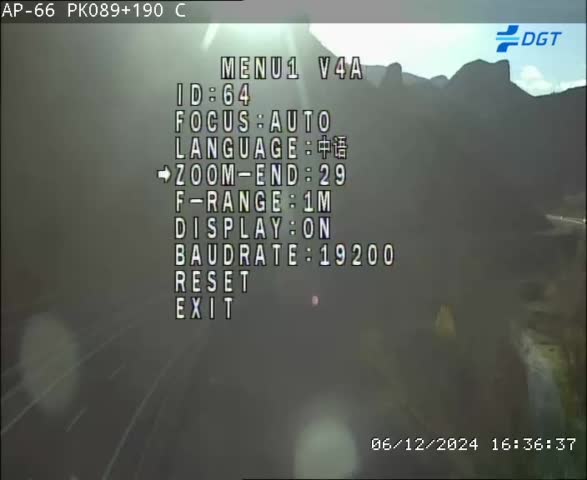 AP-66 PK089+190 C
DGT
MENU1 V4A
ID:64
FOCUS:AUTO
LANGUAGE:中语
ZOOM-END:29
F-RANGE:1M
DISPLAY:ON
BAUDRATE:19200
RESET
EXIT
06/12/2024 16:36:37